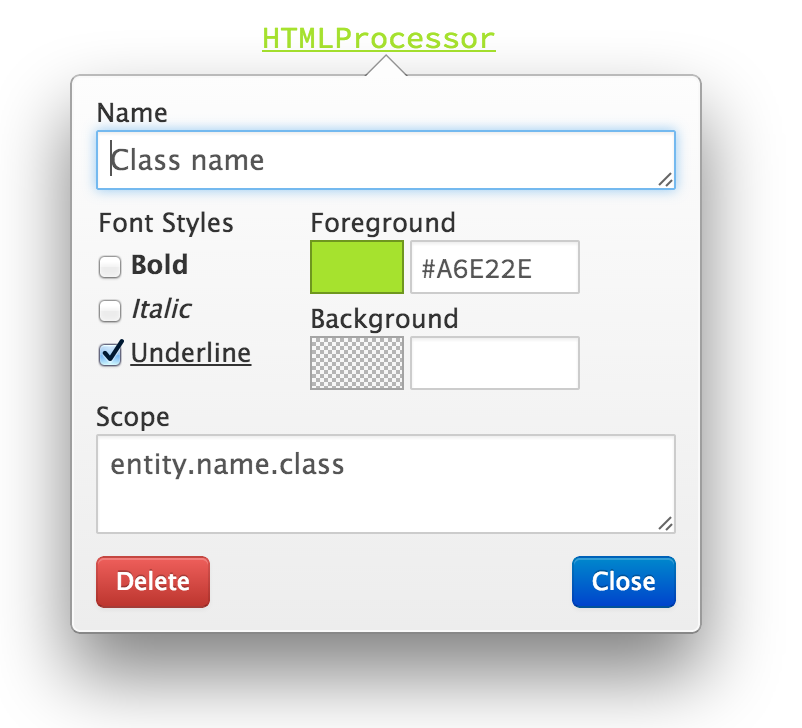 HTMLProcessor
Name
Class name
Font Styles
Foreground
Bold
#A6E22E
Italic
Background
Underline
Scope
entity.name.class
Delete
Close